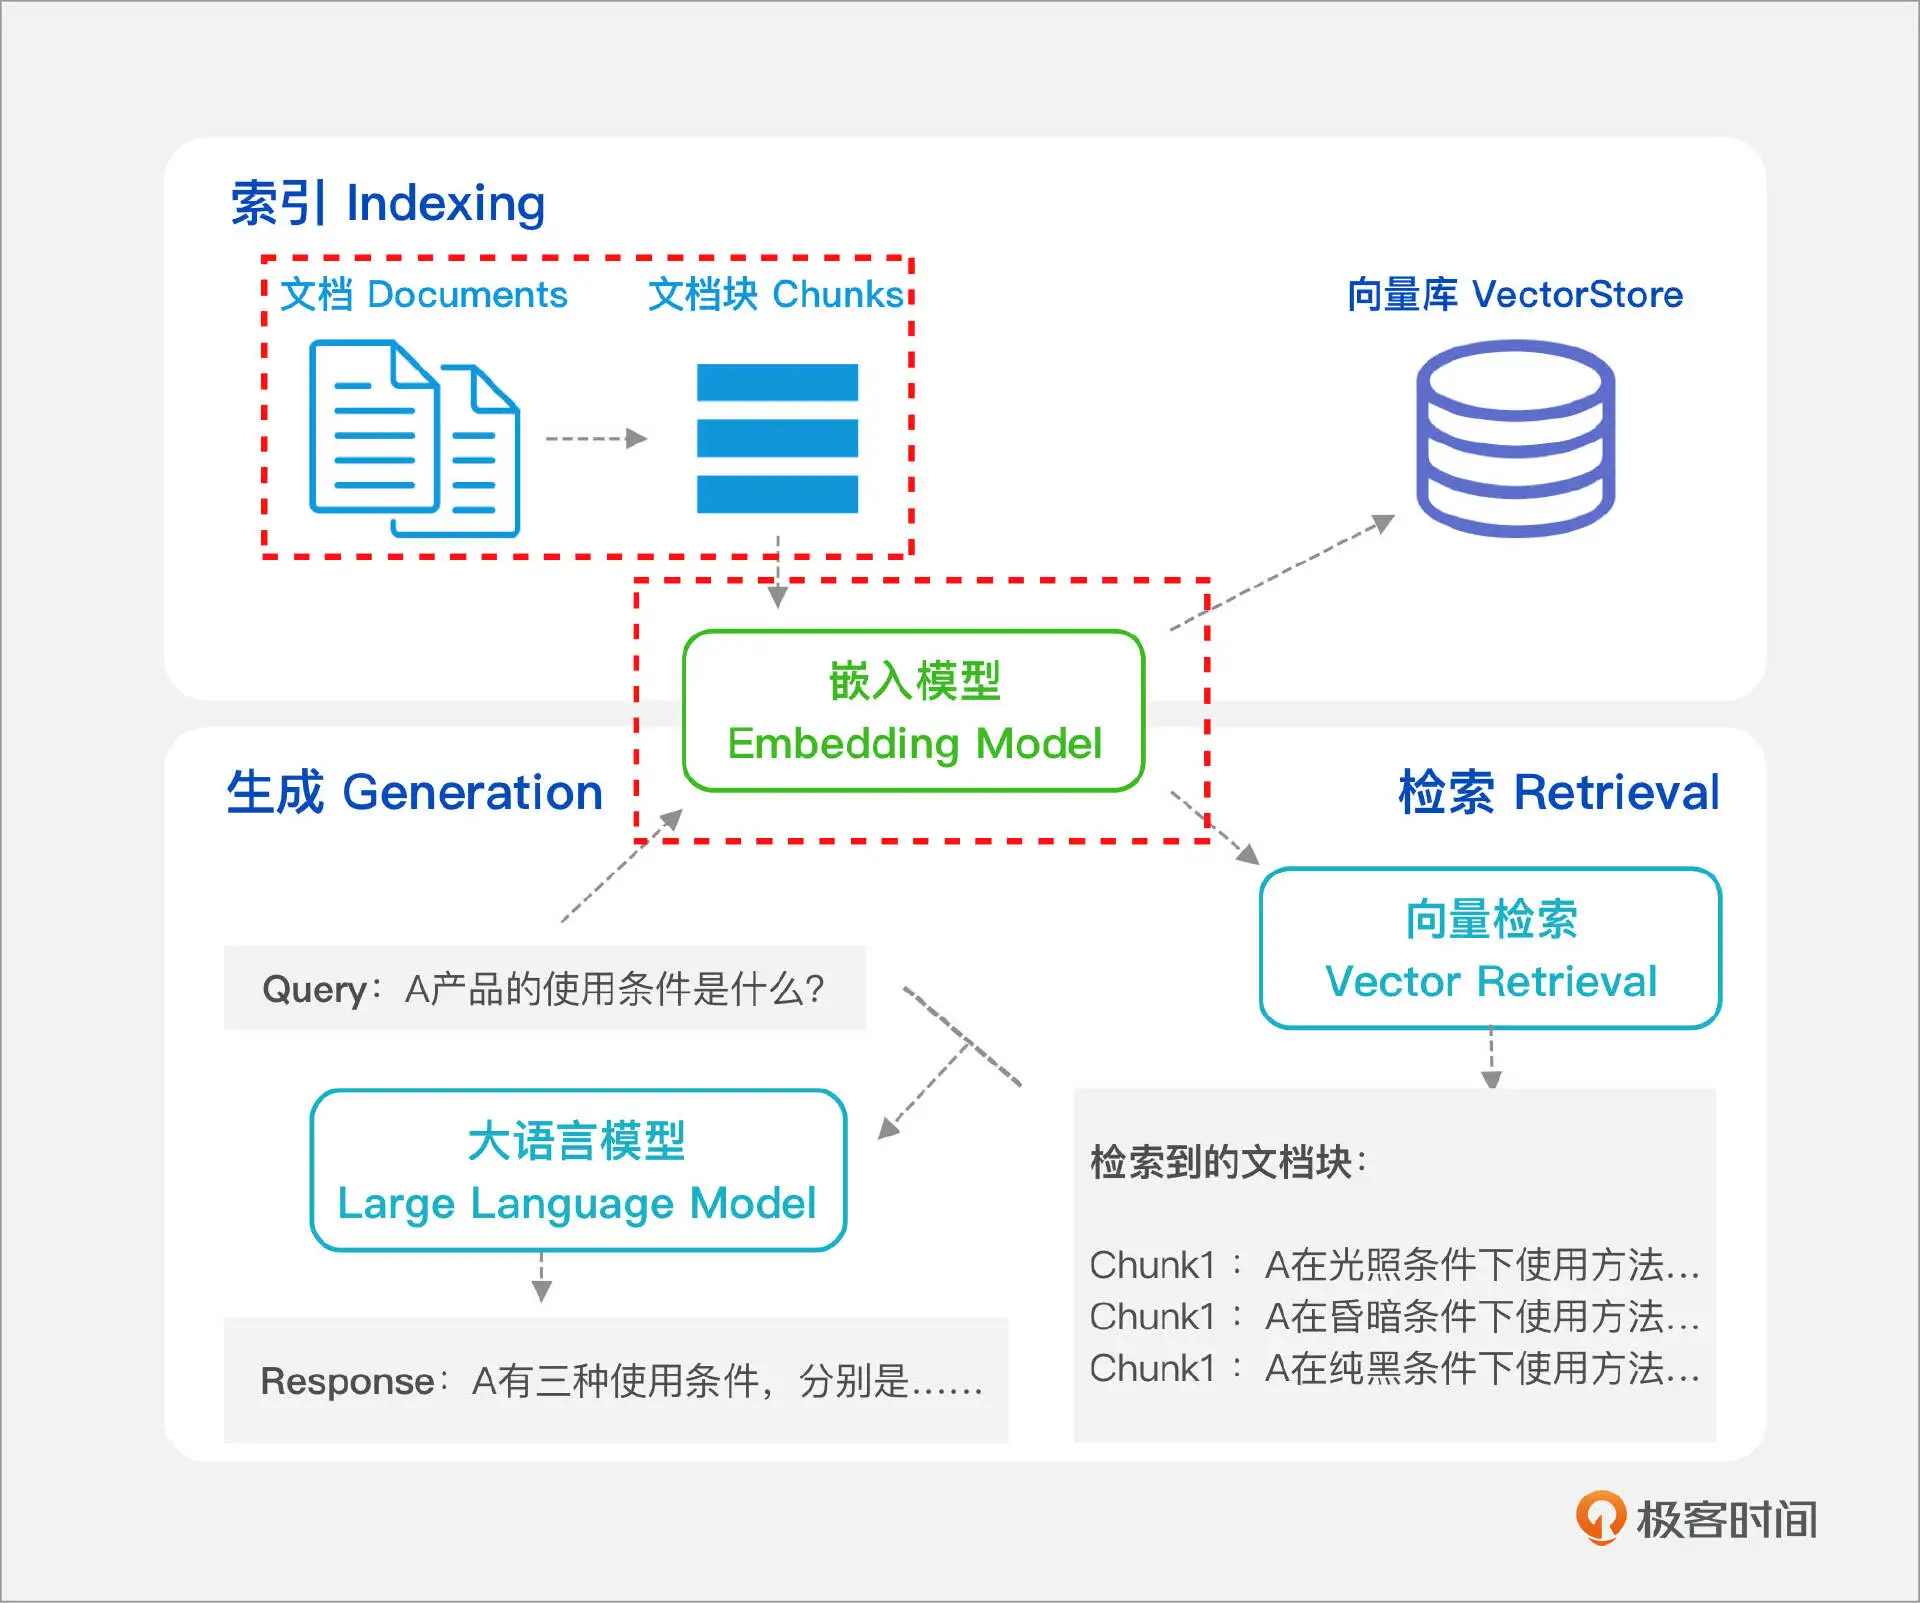 索引 Indexing
文档 Documents
文档块 Chunks
向量库 VectorStore
嵌入模型
Embedding Model
生成 Generation
检索 Retrieval
向量检索
Vector Retrieval
Query：A产品的使用条件是什么？
大语言模型
Large Language Model
检索到的文档块：
Chunk1：A在光照条件下使用方法...
Chunk1：A在昏暗条件下使用方法...
Chunk1：A在纯黑条件下使用方法...
Response：A有三种使用条件，分别是......
极客时间